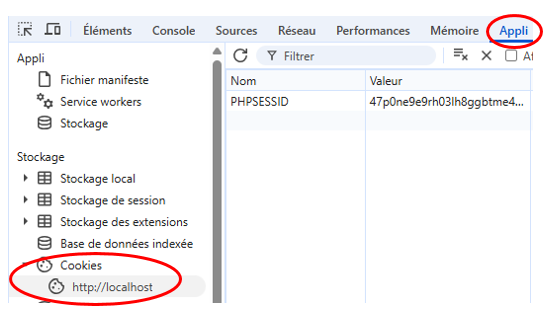 Éléments Console Sources Réseau Performances Mémoire Appli
Appli
Filtrer
Fichier manifeste
Service workers
Stockage
Nom Valeur
PHPSESSID 47p0ne9e9rh03lh8ggbtme4...
Stockage
Stockage local
Stockage de session
Stockage des extensions
Base de données indexée
Cookies
http://localhost